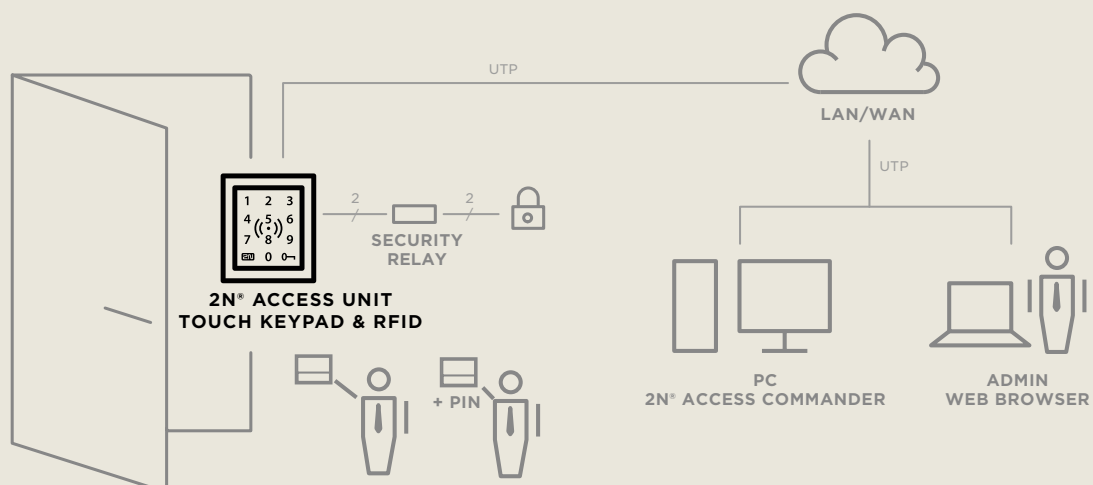 UTP
LAN/WAN
UTP
1 2 3
4 5 6
7 8 9
2N 0
2
2
SECURITY
RELAY
2N® ACCESS UNIT
TOUCH KEYPAD & RFID
+ PIN
PC
2N® ACCESS COMMANDER
ADMIN
WEB BROWSER